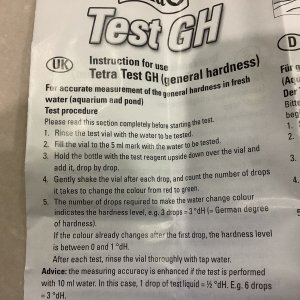 Test GH
UK
Instruction for use
Tetra Test GH (general hardness)
For accurate measurement of the general hardness in fresh
water (aquarium and pond)
Test procedure
Please read this section completely before starting the test.
1. Rinse the test vial with the water to be tested.
2. Fill the vial to the 5 ml mark with the water to be tested.
3. Hold the bottle with the test reagent upside down over the vial and
add it, drop by drop.
4. Gently shake the vial after each drop, and count the number of drops
it takes to change the colour from red to green.
5. The number of drops required to make the water change colour
indicates the hardness level, e.g. 3 drops = 3 °dH (= German degree
of hardness).
If the colour already changes after the first drop, the hardness level
is between 0 and 1 °dH.
After each test, rinse the vial thoroughly with tap water.
Advice: the measuring accuracy is enhanced if the test is performed
with 10 ml water. In this case, 1 drop of test liquid = ½ °dH. E.g. 6 drops
= 3 °dH.
D
Für g
(Aqu
Der
Bitt
beg
1.